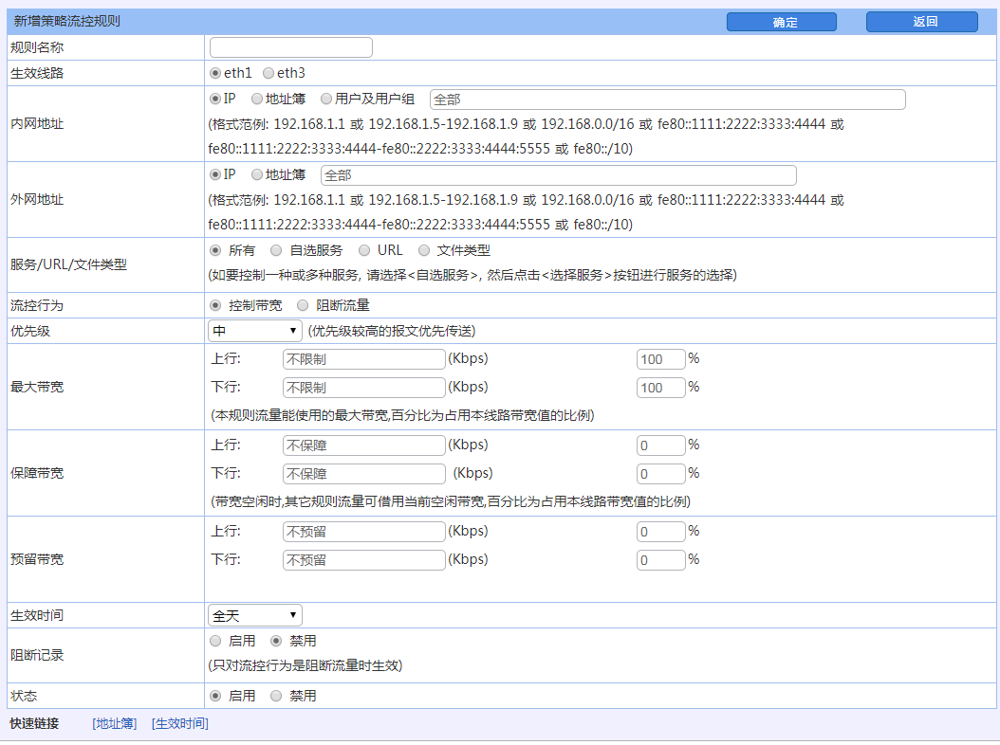 新增策略流控规则 确定 返回
规则名称
生效线路 eth1 eth3
IP 地址簿 用户及用户组 全部
内网地址 (格式范例: 192.168.1.1 或 192.168.1.5-192.168.1.9 或 192.168.0.0/16 或 fe80::1111:2222:3333:4444 或
fe80::1111:2222:3333:4444-fe80::2222:3333:4444:5555 或 fe80::/10)
IP 地址簿 全部
外网地址 (格式范例: 192.168.1.1 或 192.168.1.5-192.168.1.9 或 192.168.0.0/16 或 fe80::1111:2222:3333:4444 或
fe80::1111:2222:3333:4444-fe80::2222:3333:4444:5555 或 fe80::/10)
服务/URL/文件类型 所有 自选服务 URL 文件类型
(如要控制一种或多种服务, 请选择<自选服务>, 然后点击<选择服务>按钮进行服务的选择)
流控行为 控制带宽 阻断流量
优先级 中 (优先级较高的报文优先传送)
上行: 不限制 (Kbps) 100 %
最大带宽 下行: 不限制 (Kbps) 100 %
(本规则流量能使用的最大带宽,百分比为占用本线路带宽值的比例)
上行: 不保障 (Kbps) 0 %
保障带宽 下行: 不保障 (Kbps) 0 %
(带宽空闲时,其它规则流量可借用当前空闲带宽,百分比为占用本线路带宽值的比例)
上行: 不预留 (Kbps) 0 %
预留带宽 下行: 不预留 (Kbps) 0 %
生效时间 全天
阻断记录 启用 禁用
(只对流控行为是阻断流量时生效)
状态 启用 禁用
快速链接 [地址簿] [生效时间]